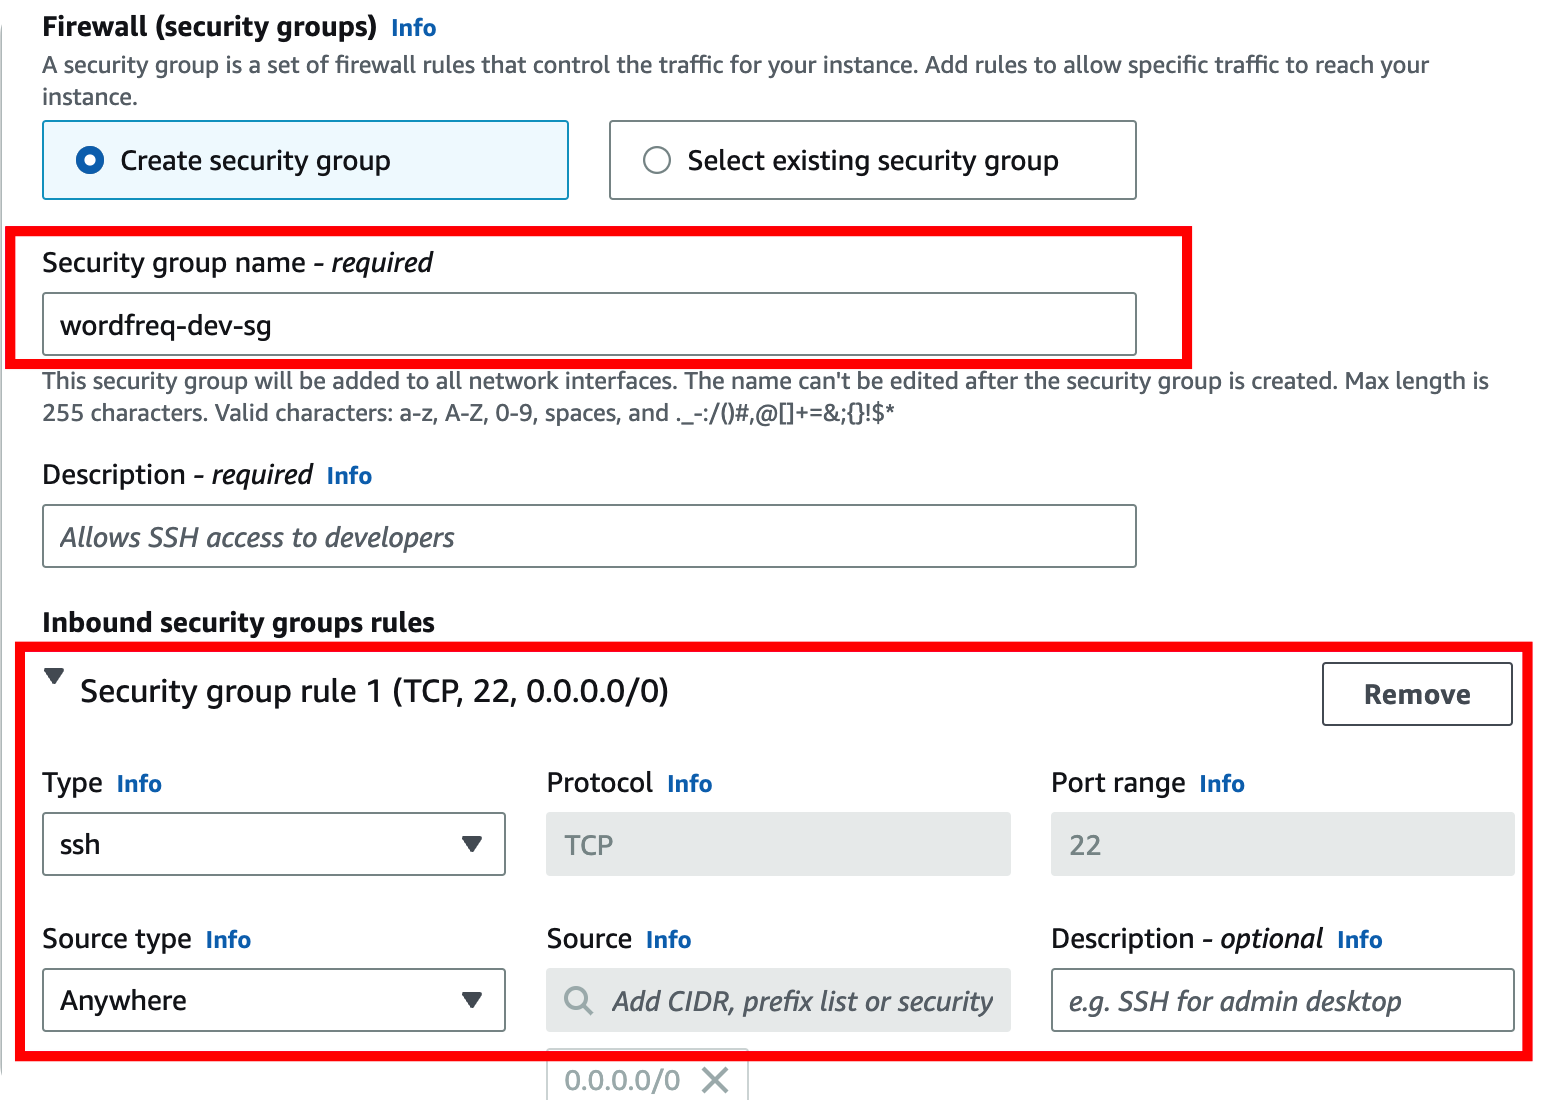 Firewall (security groups) Info
A security group is a set of firewall rules that control the traffic for your instance. Add rules to allow specific traffic to reach your
instance.
Create security group
Select existing security group
Security group name - required
wordfreq-dev-sg
This security group will be added to all network interfaces. The name can't be edited after the security group is created. Max length is
255 characters. Valid characters: a-z, A-Z, 0-9, spaces, and ._-:/()#,@[]+=&;{}!$*
Description - required Info
Allows SSH access to developers
Inbound security groups rules
Security group rule 1 (TCP, 22, 0.0.0.0/0)
Remove
Type Info
Protocol Info
Port range Info
ssh
TCP
22
Source type Info
Source Info
Description - optional Info
Anywhere
Add CIDR, prefix list or security
e.g. SSH for admin desktop
0.0.0.0/0